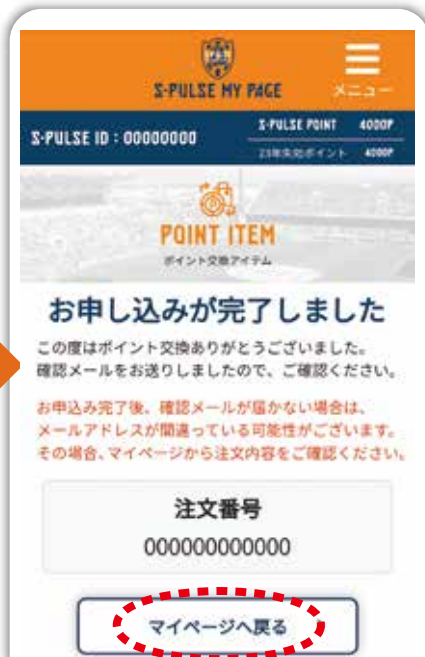 S-PULSE MY PAGE
メニュー
S-PULSE ID : 00000000
S-PULSE POINT 4000P
23年失効ポイント 4000P
POINT ITEM
ポイント交換アイテム
お申し込みが完了しました
この度はポイント交換ありがとうございました。
確認メールをお送りしましたので、ご確認ください。
お申込み完了後、確認メールが届かない場合は、
メールアドレスが間違っている可能性がございます。
その場合、マイページから注文内容をご確認ください。
注文番号
000000000000
マイページへ戻る